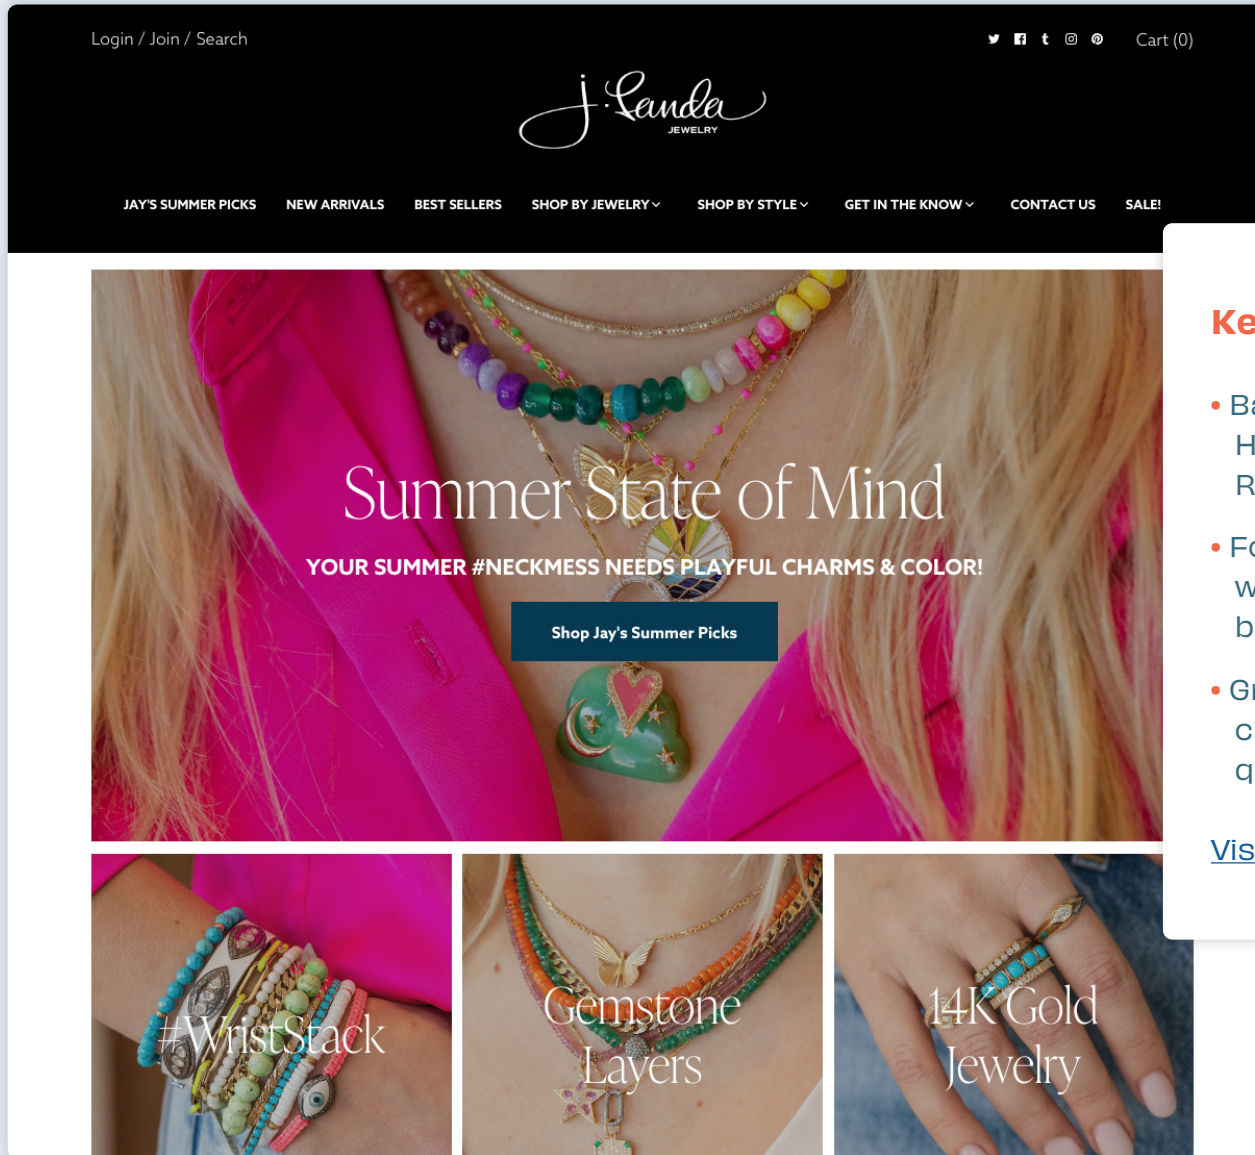 Login / Join / Search
Cart (0)
j.Landa
JEWELRY
JAY'S SUMMER PICKS NEW ARRIVALS BEST SELLERS SHOP BY JEWELRY SHOP BY STYLE GET IN THE KNOW CONTACT US SALE!
Summer State of Mind
YOUR SUMMER #NECKMESS NEEDS PLAYFUL CHARMS & COLOR!
Shop Jay's Summer Picks
#WristStack
Gemstone
Layers
14K Gold
Jewelry